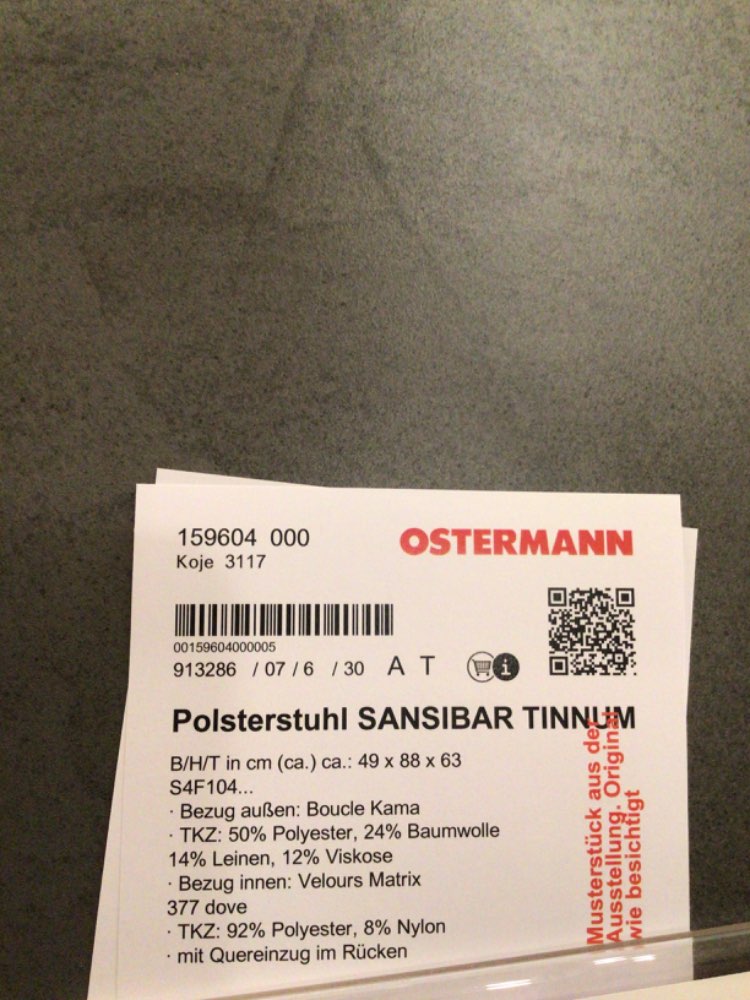 159604 000
Koje 3117
OSTERMANN
00159604000005
913286 / 07 / 6 / 30 A T
i
Polsterstuhl SANSIBAR TINNUM
B/H/T in cm (ca.) ca.: 49 x 88 x 63
S4F104...
· Bezug außen: Boucle Kama
· TKZ: 50% Polyester, 24% Baumwolle
14% Leinen, 12% Viskose
· Bezug innen: Velours Matrix
377 dove
· TKZ: 92% Polyester, 8% Nylon
· mit Quereinzug im Rücken
Musterstück aus der
Ausstellung. Original
wie besichtigt